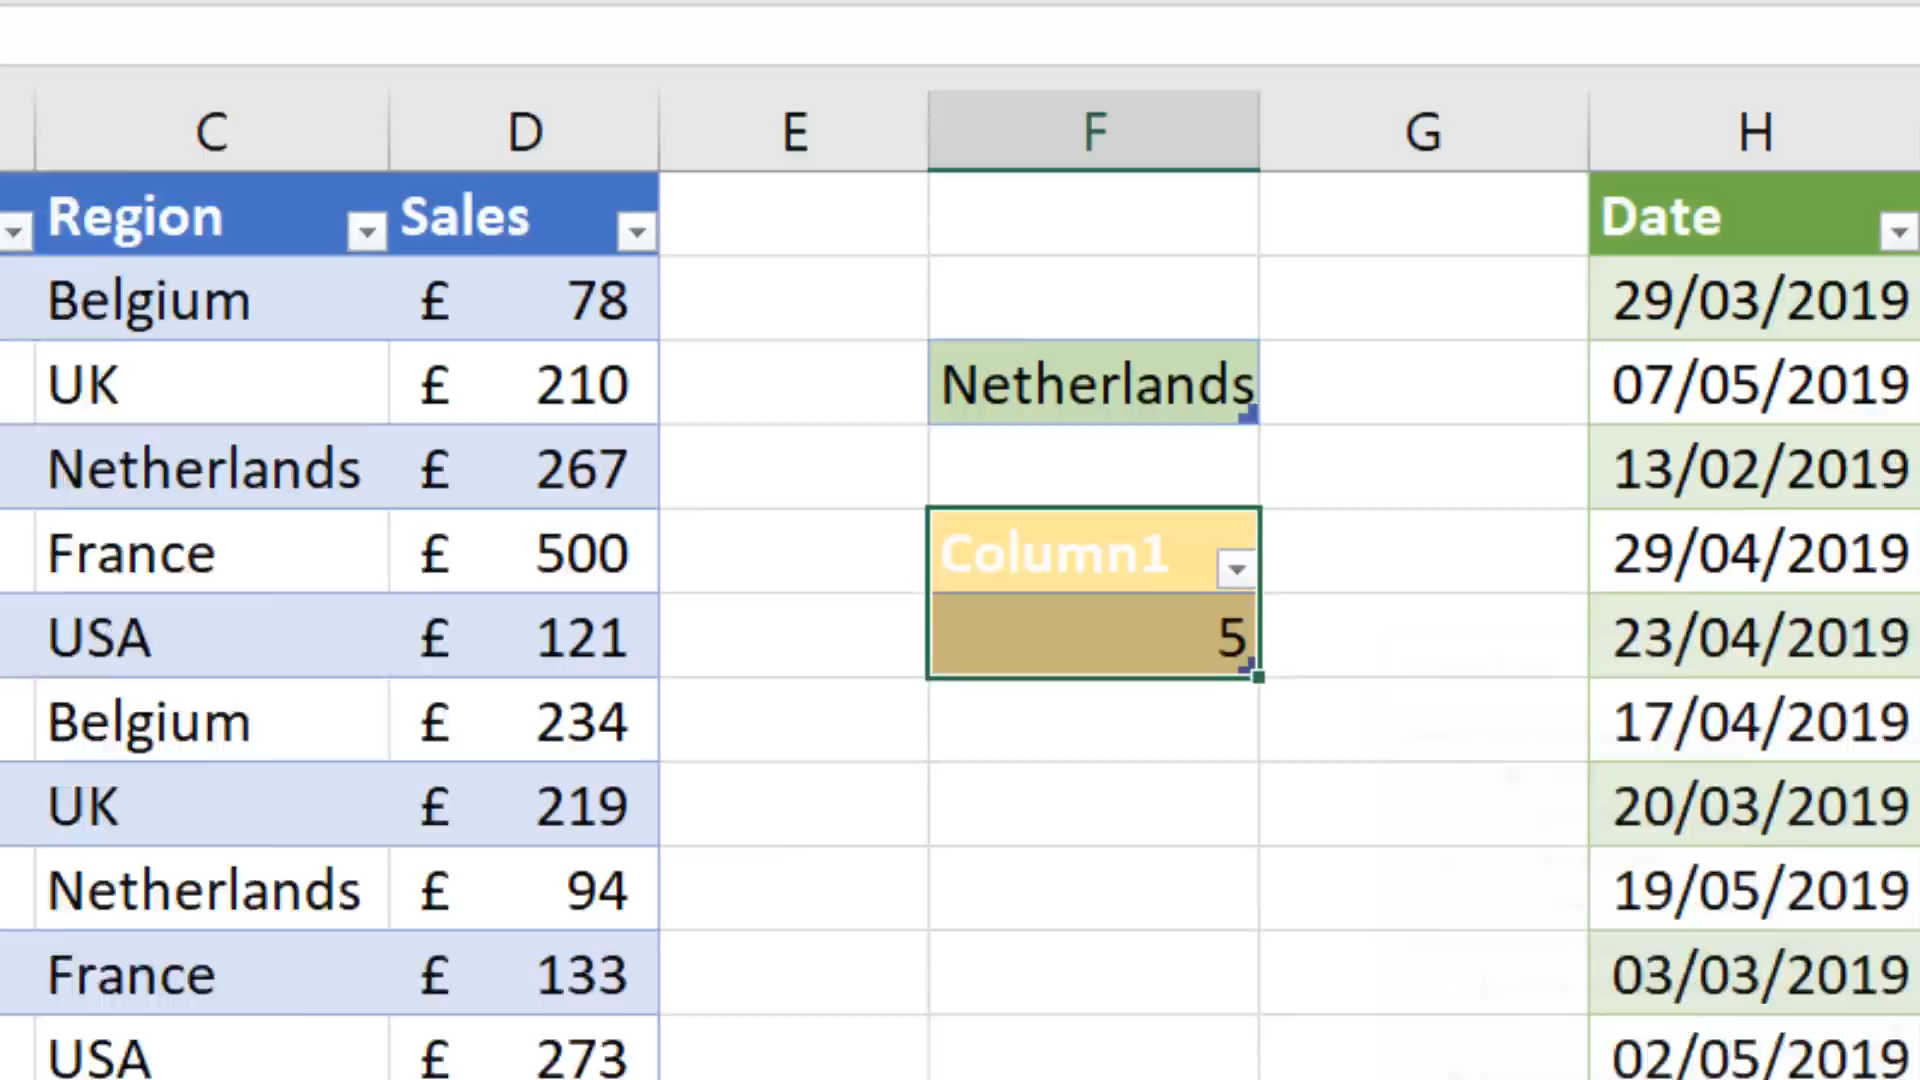 C D E F G H
Region Sales Date
Belgium £ 78 29/03/2019
UK £ 210 Netherlands 07/05/2019
Netherlands £ 267 13/02/2019
France £ 500 Column1 29/04/2019
USA £ 121 5 23/04/2019
Belgium £ 234 17/04/2019
UK £ 219 20/03/2019
Netherlands £ 94 19/05/2019
France £ 133 03/03/2019
USA £ 273 02/05/2019